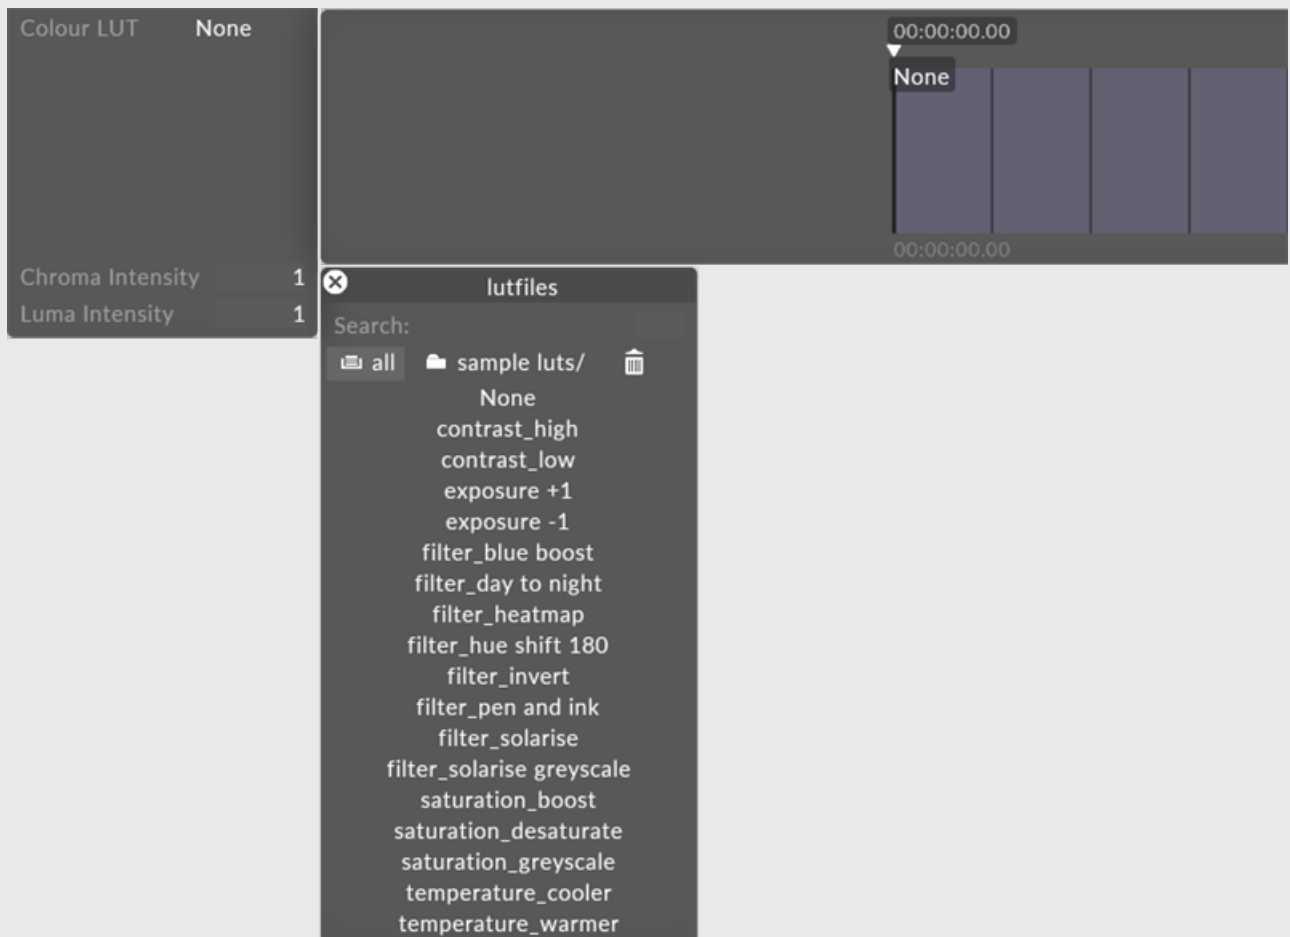 Colour LUT None
00:00:00.00
None
00:00:00.00
Chroma Intensity 1
Luma Intensity 1
lutfiles
Search:
all sample luts/
None
contrast_high
contrast_low
exposure +1
exposure -1
filter_blue boost
filter_day to night
filter_heatmap
filter_hue shift 180
filter_invert
filter_pen and ink
filter_solarise
filter_solarise greyscale
saturation_boost
saturation_desaturate
saturation_greyscale
temperature_cooler
temperature_warmer